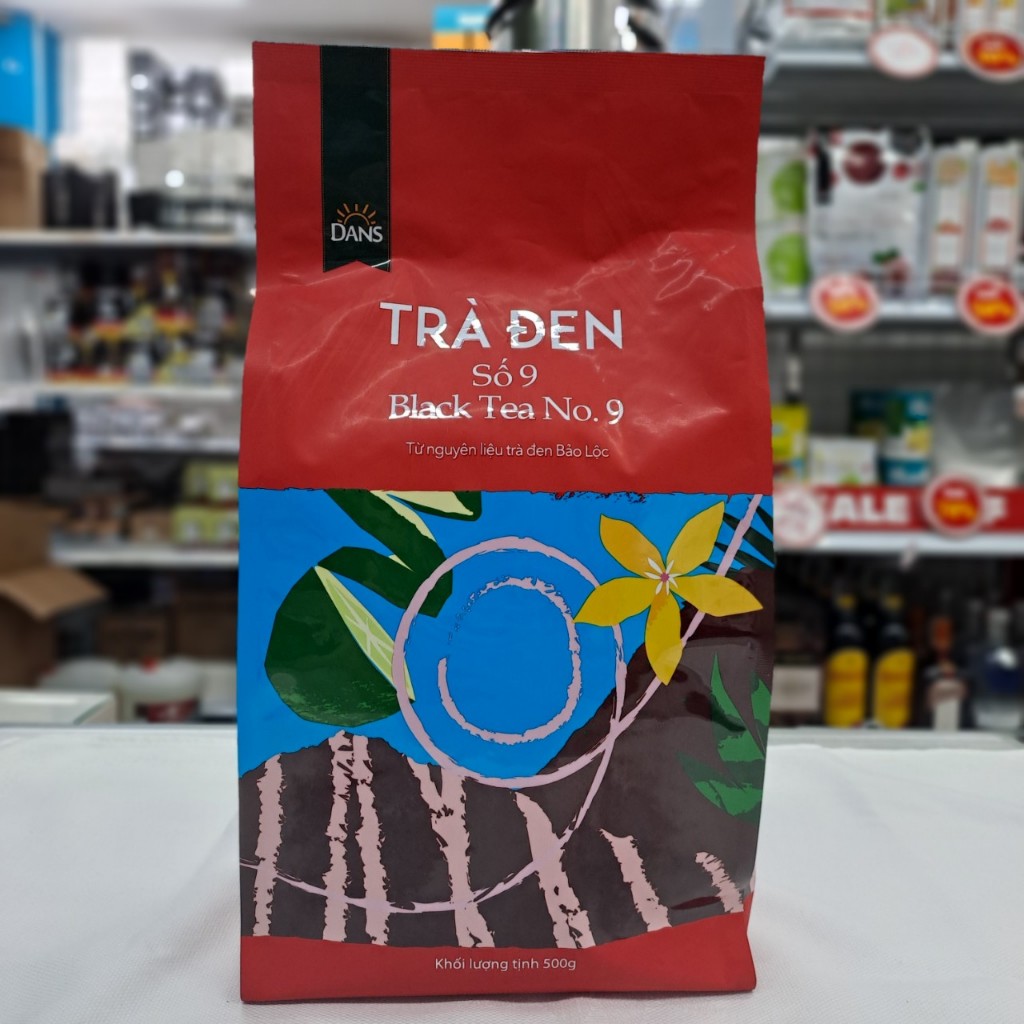 DANS
TRÀ ĐEN
Số 9
Black Tea No. 9
Từ nguyên liệu trà đen Bảo Lộc
Khối lượng tịnh 500g